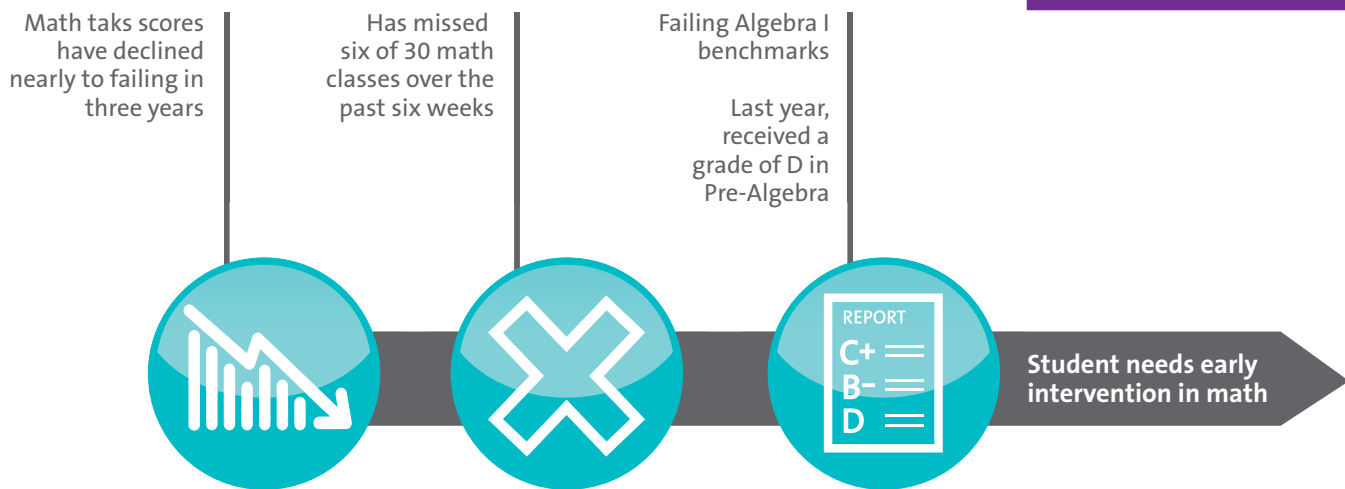 Math taks scores
have declined
nearly to failing in
three years
Has missed
six of 30 math
classes over the
past six weeks
Failing Algebra I
benchmarks
Last year,
received a
grade of D in
Pre-Algebra
REPORT
C+
B-
D
Student needs early
intervention in math